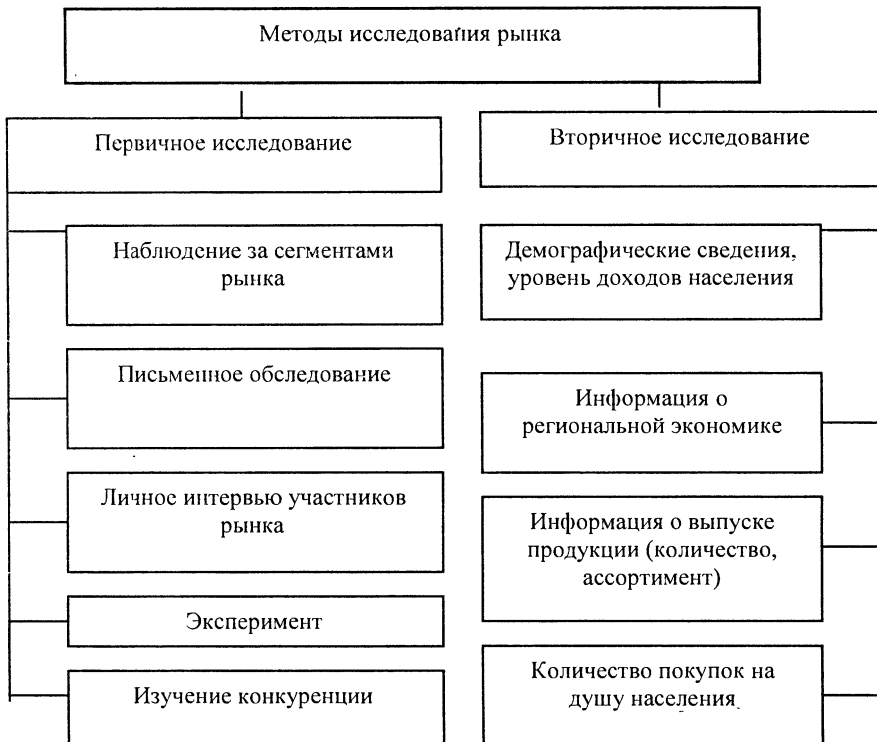 Методы исследования рынка
Первичное исследование
Вторичное исследование
Наблюдение за сегментами
рынка
Демографические сведения,
уровень доходов населения
Письменное обследование
Информация о
региональной экономике
Личное интервью участников
рынка
Информация о выпуске
продукции (количество,
ассортимент)
Эксперимент
Изучение конкуренции
Количество покупок на
душу населения